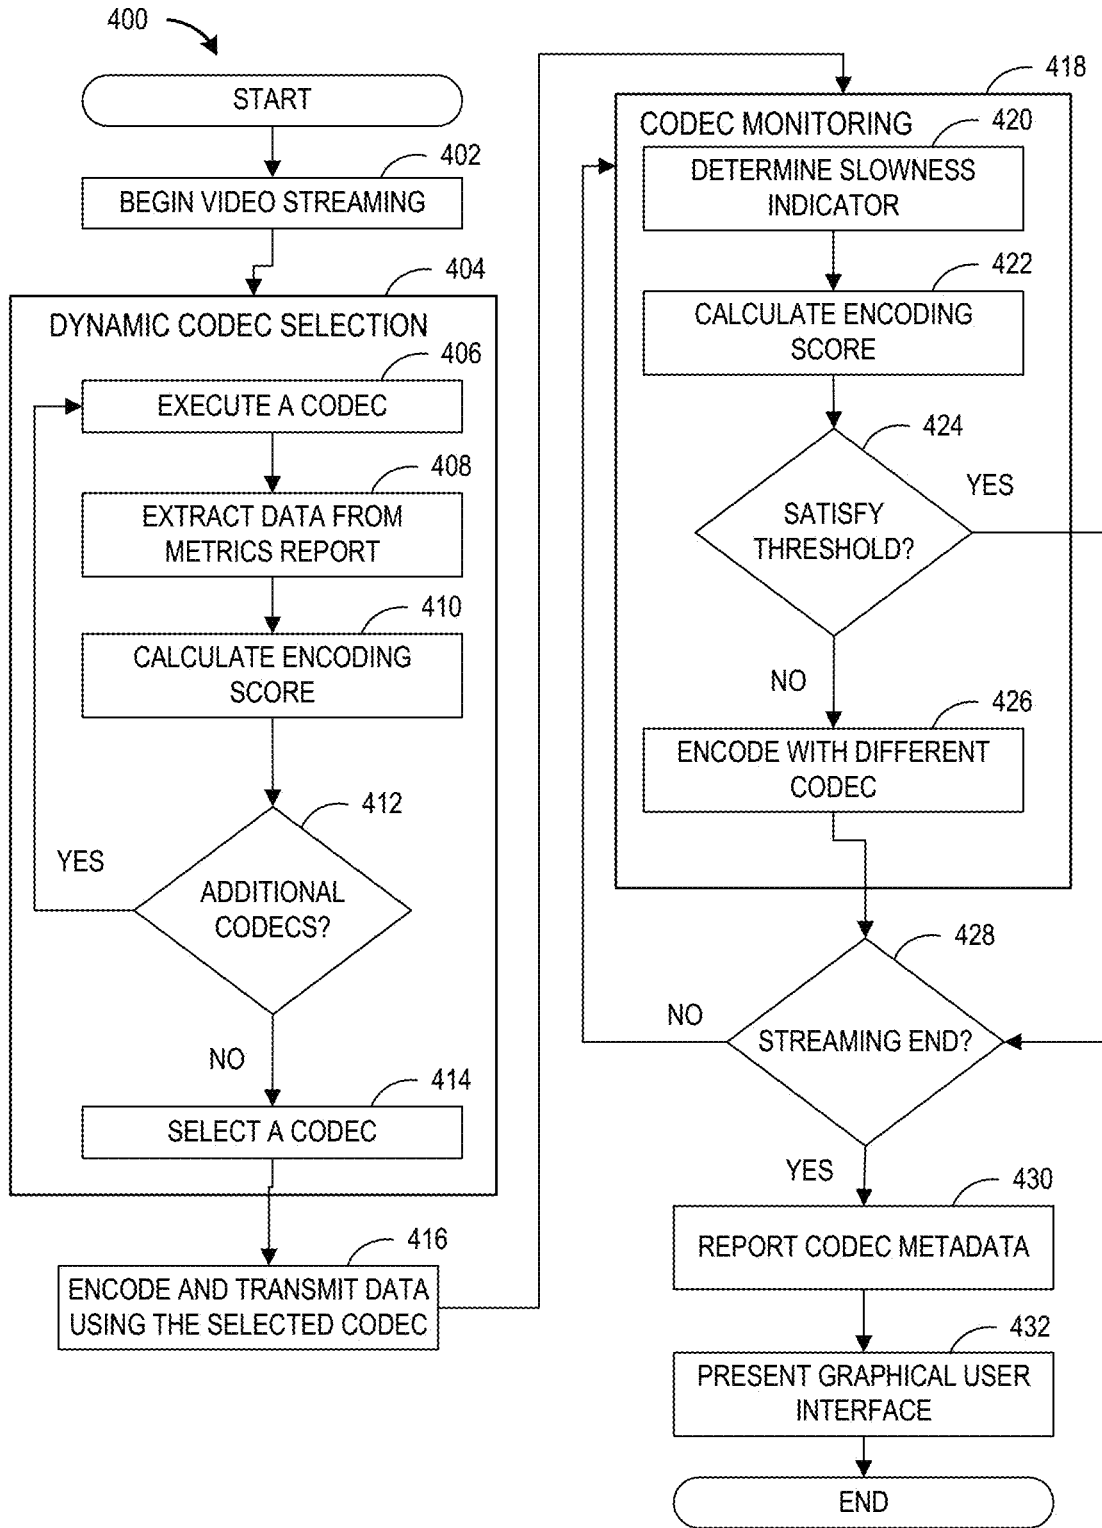 400
START
402
BEGIN VIDEO STREAMING
404
DYNAMIC CODEC SELECTION
406
EXECUTE A CODEC
408
EXTRACT DATA FROM
METRICS REPORT
410
CALCULATE ENCODING
SCORE
412
YES
ADDITIONAL
CODECS?
NO
414
SELECT A CODEC
416
ENCODE AND TRANSMIT DATA
USING THE SELECTED CODEC
418
CODEC MONITORING
420
DETERMINE SLOWNESS
INDICATOR
422
CALCULATE ENCODING
SCORE
424
YES
SATISFY
THRESHOLD?
NO
426
ENCODE WITH DIFFERENT
CODEC
428
NO
STREAMING END?
YES
430
REPORT CODEC METADATA
432
PRESENT GRAPHICAL USER
INTERFACE
END